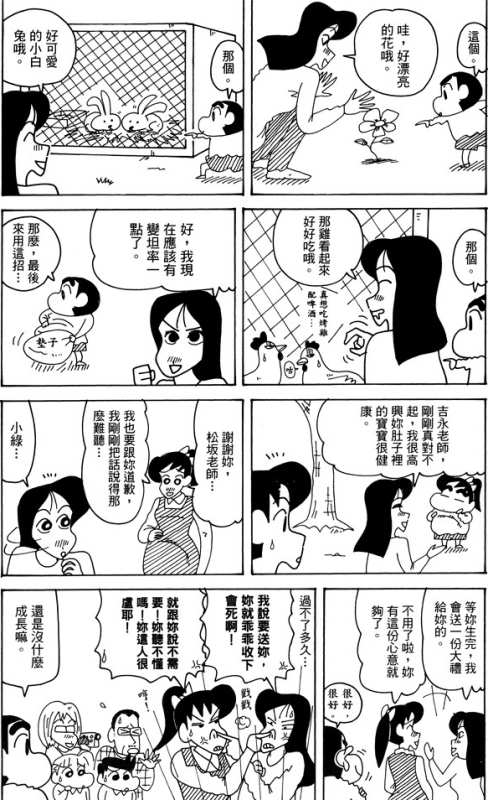 這個。
哇，好漂亮
的花哦。
那個。
好可愛
的小白
兔哦。
那個。
那雞看起來
好好吃哦。
真想吃烤雞
配啤酒…
好，我現
在應該有
變坦率一
點了。
那麼，最後
來用這招…
墊子
吉永老師，
剛剛真對不
起，我很高
興妳肚子裡
的寶寶很健
康。
謝謝妳，
松坂老師…
我也要跟妳道歉，
我剛剛把話說得那
麼難聽…
小綠…
等妳生完，我
會送一份大禮
給妳的。
不用了啦，妳
有這份心意就
夠了。
很好，
很好。
過不了多久…
我說要送妳，
妳就乖乖收下
會死啊！
戳戳
就跟妳說不需
要！妳聽不懂
嗎！妳這人很
盧耶！
還是沒什麼
成長嘛。